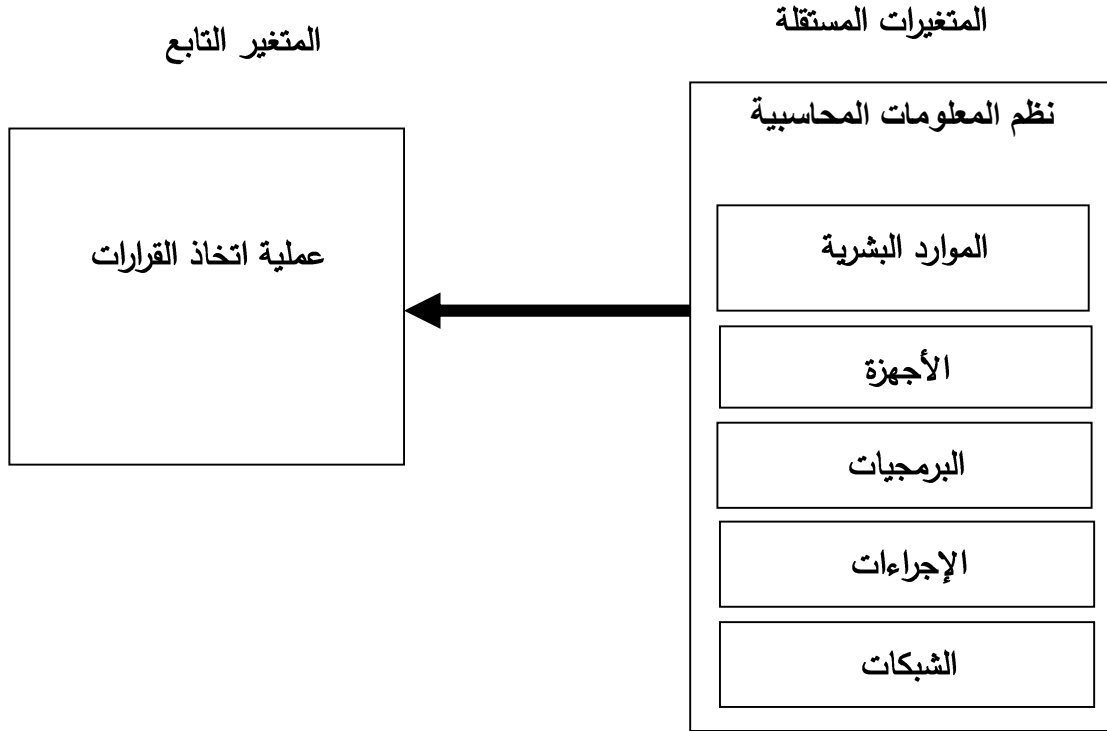 المتغيرات المستقلة
المتغير التابع
نظم المعلومات المحاسبية
الموارد البشرية
الأجهزة
البرمجيات
الإجراءات
الشبكات
عملية اتخاذ القرارات